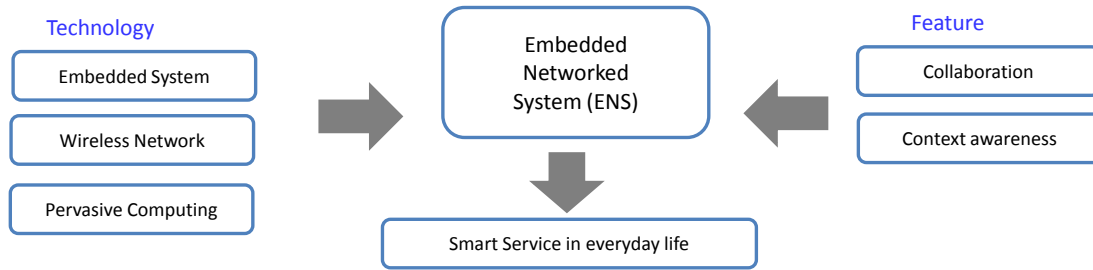 Technology
Embedded System
Wireless Network
Pervasive Computing
Embedded
Networked
System (ENS)
Smart Service in everyday life
Feature
Collaboration
Context awareness